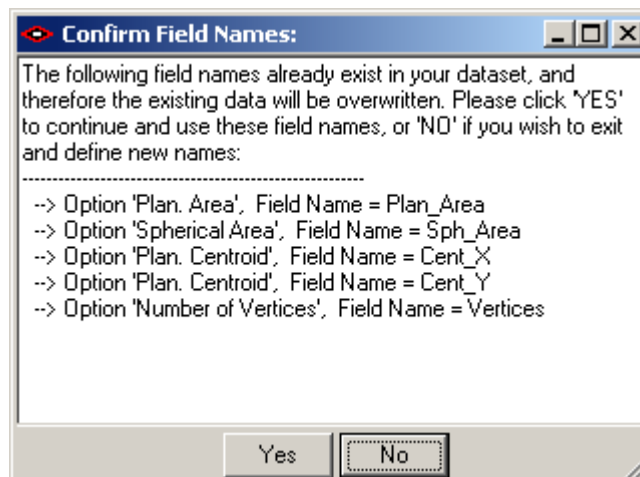 Confirm Field Names:
The following field names already exist in your dataset, and
therefore the existing data will be overwritten. Please click 'YES'
to continue and use these field names, or 'NO' if you wish to exit
and define new names:
---------------------------------------------------------
--> Option 'Plan. Area', Field Name = Plan_Area
--> Option 'Spherical Area', Field Name = Sph_Area
--> Option 'Plan. Centroid', Field Name = Cent_X
--> Option 'Plan. Centroid', Field Name = Cent_Y
--> Option 'Number of Vertices', Field Name = Vertices
Yes No